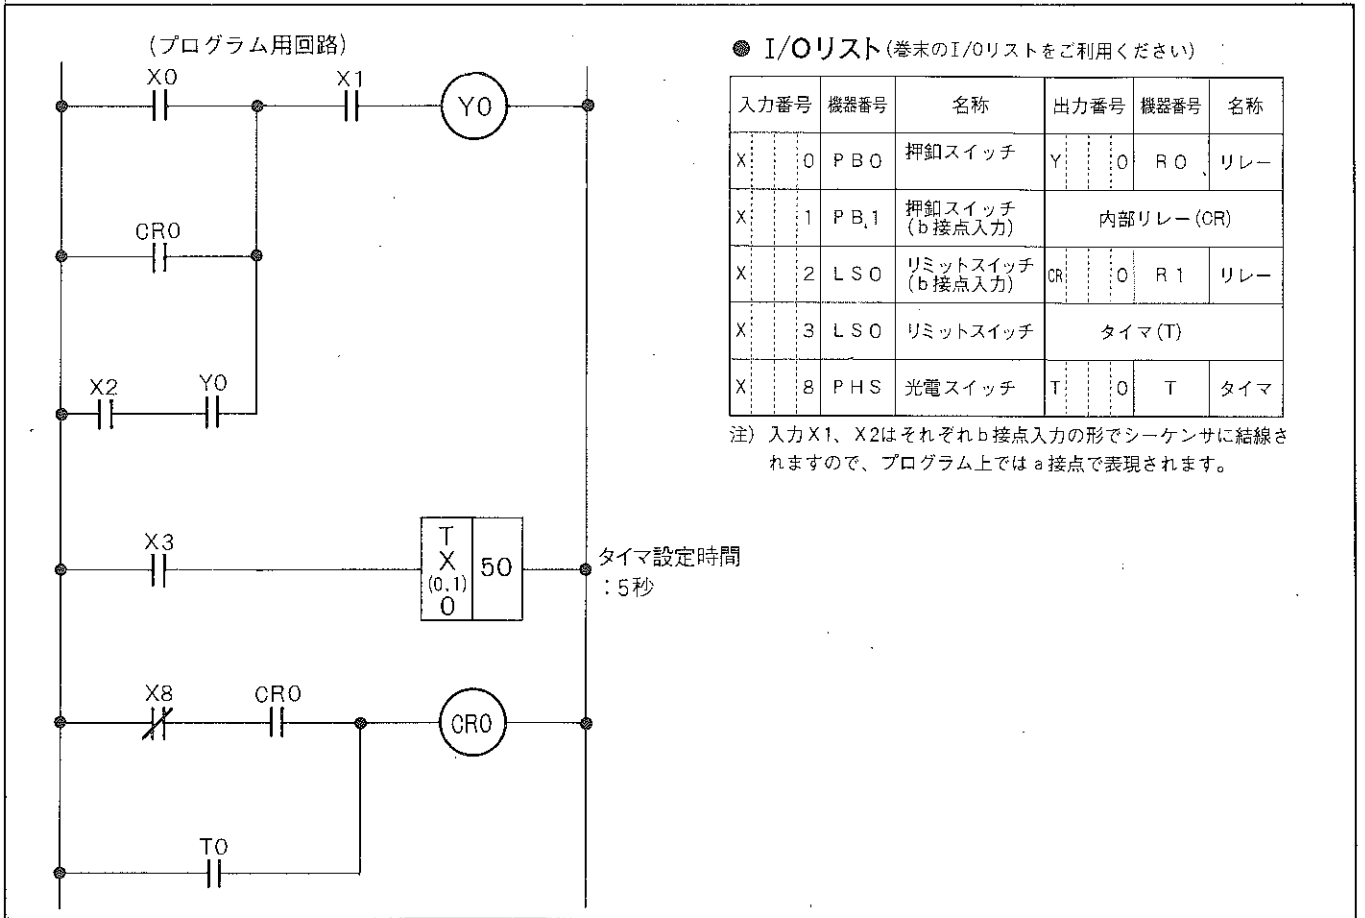 (プログラム用回路)
X0
X1
Y0
CR0
X2
Y0
X3
T
X
(0,1)
0
50
タイマ設定時間
:5秒
X8
CR0
CR0
T0
● I/Oリスト(巻末のI/Oリストをご利用ください)
入力番号 機器番号 名称 出力番号 機器番号 名称
X 0 PB0 押釦スイッチ Y 0 R0 リレー
X 1 PB1 押釦スイッチ(b接点入力) 内部リレー(CR)
X 2 LS0 リミットスイッチ(b接点入力) CR 0 R1 リレー
X 3 LS0 リミットスイッチ タイマ(T)
X 8 PHS 光電スイッチ T 0 T タイマ
注) 入力X1、X2はそれぞれb接点入力の形でシーケンサに結線さ
れますので、プログラム上ではa接点で表現されます。